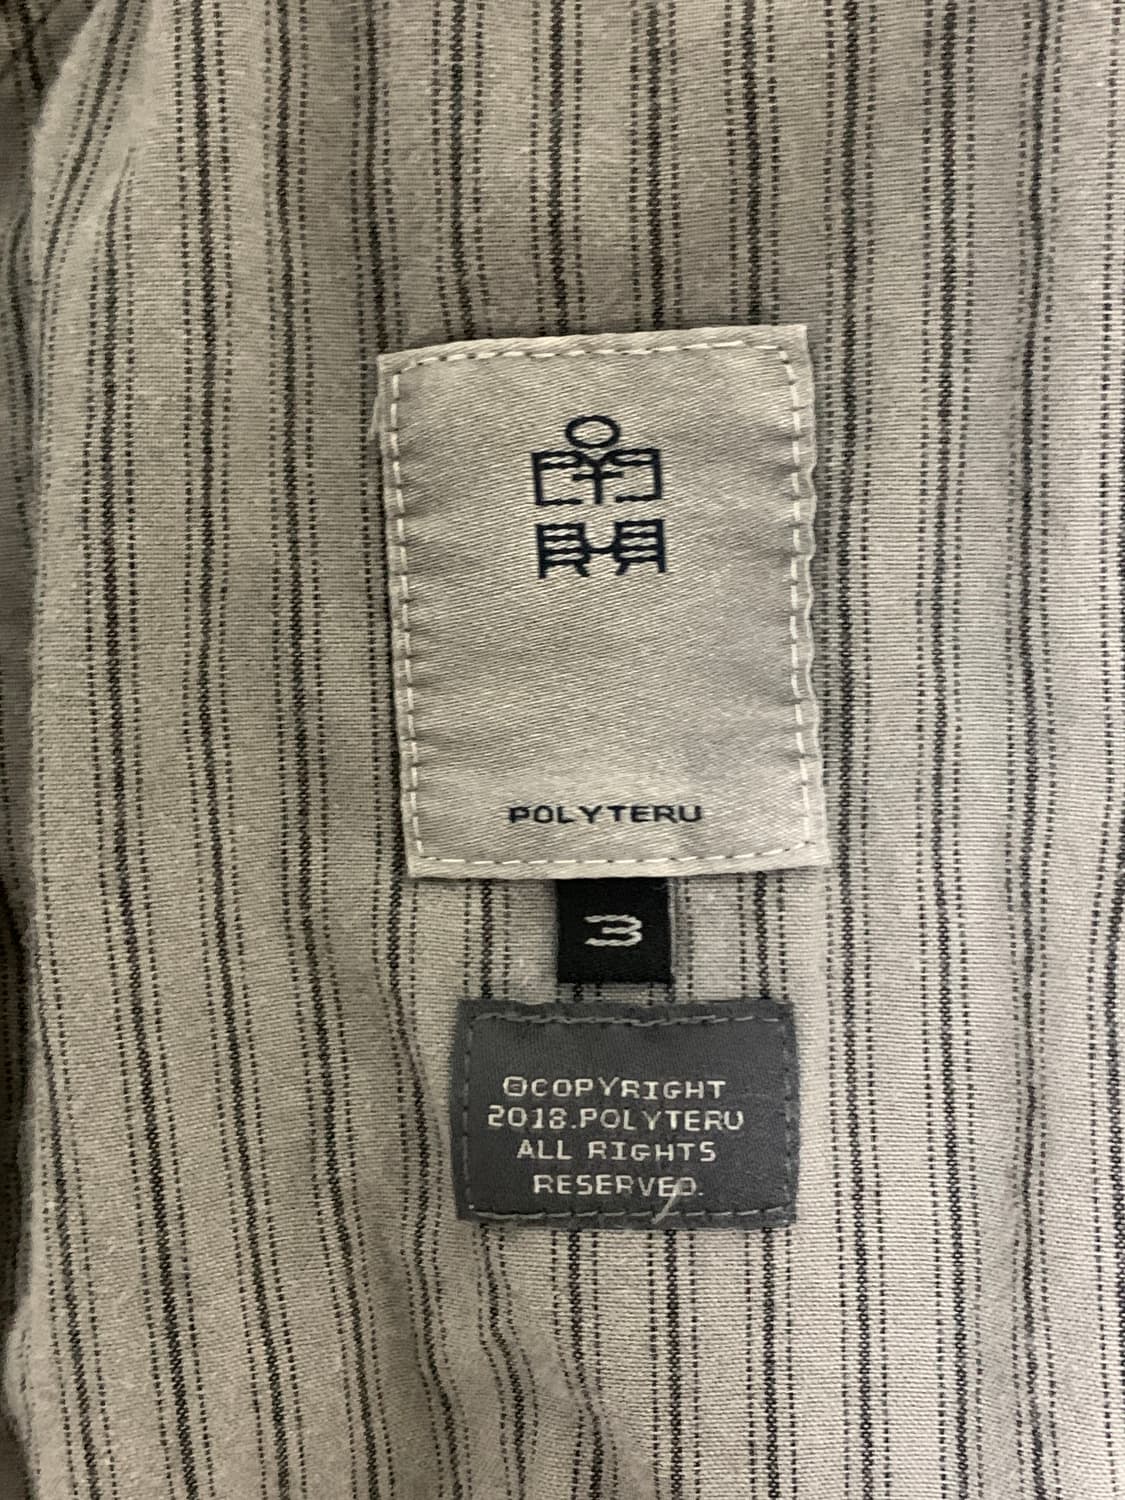 POLYTERU
3
©COPYRIGHT
2018.POLYTERU
ALL RIGHTS
RESERVED.